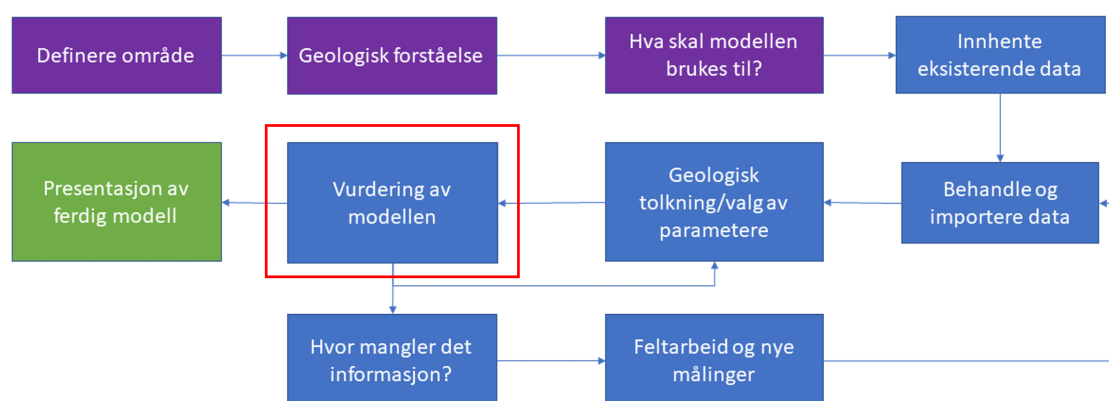 Definere område
Geologisk forståelse
Hva skal modellen
brukes til?
Innhente
eksisterende data
Presentasjon av
ferdig modell
Vurdering av
modellen
Geologisk
tolkning/valg av
parametere
Behandle og
importere data
Hvor mangler det
informasjon?
Feltarbeid og nye
målinger